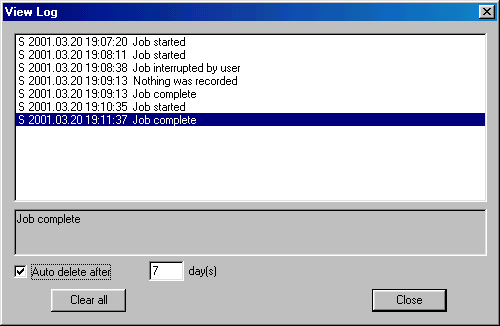 View Log
S 2001.03.20 19:07:20 Job started
S 2001.03.20 19:08:11 Job started
S 2001.03.20 19:08:38 Job interrupted by user
S 2001.03.20 19:09:13 Nothing was recorded
S 2001.03.20 19:09:13 Job complete
S 2001.03.20 19:10:35 Job started
S 2001.03.20 19:11:37 Job complete
Job complete
Auto delete after 7 day(s)
Clear all Close